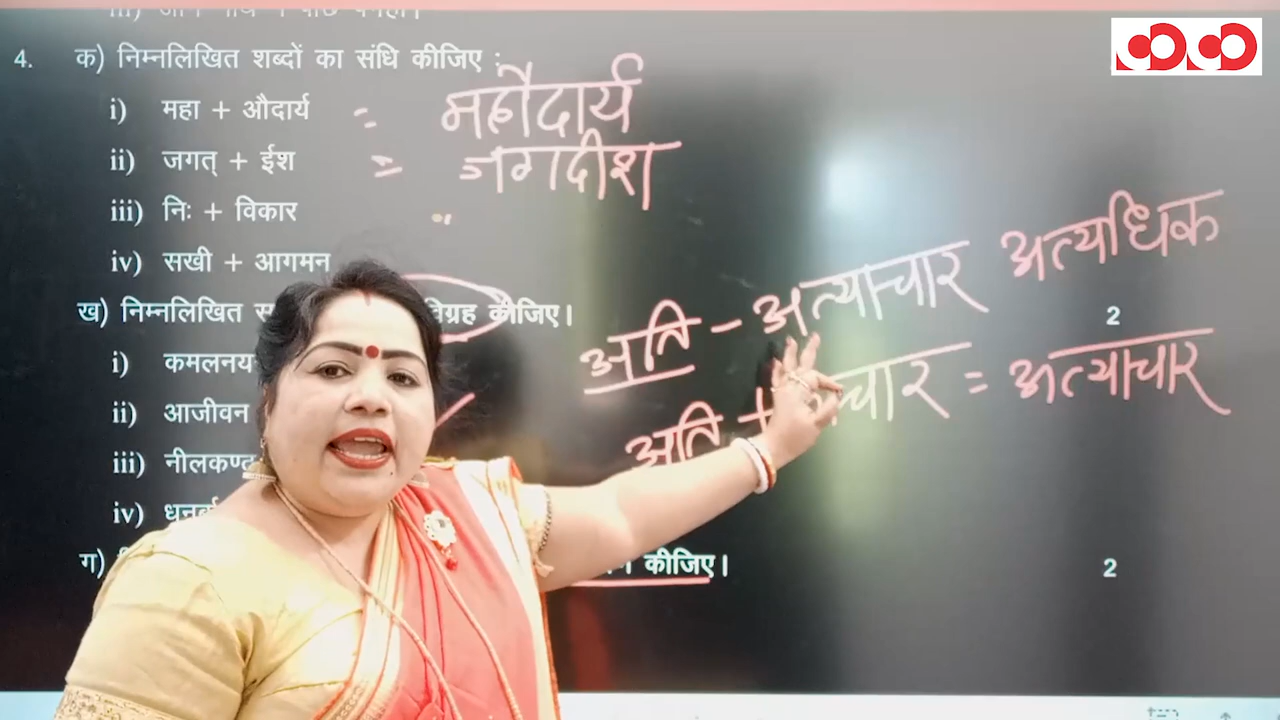 4. क) निम्नलिखित शब्दों का संधि कीजिए :
i) महा + औदार्य = महौदार्य
ii) जगत् + ईश = जगदीश
iii) निः + विकार
iv) सखी + आगमन
ख) निम्नलिखित विग्रह कीजिए। 2
अति - अत्याचार अत्यधिक
i) कमलनय
अति + चार = अत्याचार
ii) आजीवन
iii) नीलकण्ठ
iv)
ग) कीजिए। 2